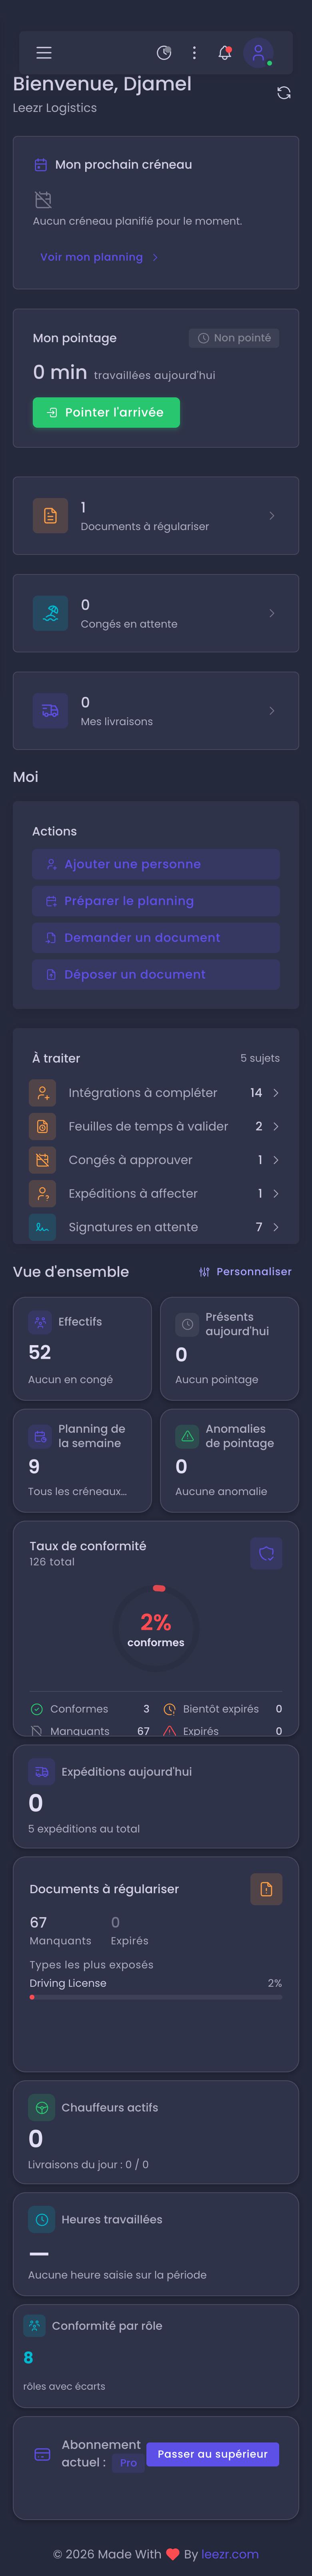 Bienvenue, Djamel
Leezr Logistics
Mon prochain créneau
Aucun créneau planifié pour le moment.
Voir mon planning
Mon pointage
Non pointé
0 min travaillées aujourd'hui
Pointer l'arrivée
1
Documents à régulariser
0
Congés en attente
0
Mes livraisons
Moi
Actions
Ajouter une personne
Préparer le planning
Demander un document
Déposer un document
À traiter
5 sujets
Intégrations à compléter 14
Feuilles de temps à valider 2
Congés à approuver 1
Expéditions à affecter 1
Signatures en attente 7
Vue d'ensemble
Personnaliser
Effectifs
52
Aucun en congé
Présents
aujourd'hui
0
Aucun pointage
Planning de
la semaine
9
Tous les créneaux...
Anomalies
de pointage
0
Aucune anomalie
Taux de conformité
126 total
2%
conformes
Conformes 3
Bientôt expirés 0
Manquants 67
Expirés 0
Expéditions aujourd'hui
0
5 expéditions au total
Documents à régulariser
67
Manquants
0
Expirés
Types les plus exposés
Driving License 2%
Chauffeurs actifs
0
Livraisons du jour : 0 / 0
Heures travaillées
—
Aucune heure saisie sur la période
Conformité par rôle
8
rôles avec écarts
Abonnement
actuel : Pro
Passer au supérieur
© 2026 Made With ❤ By leezr.com